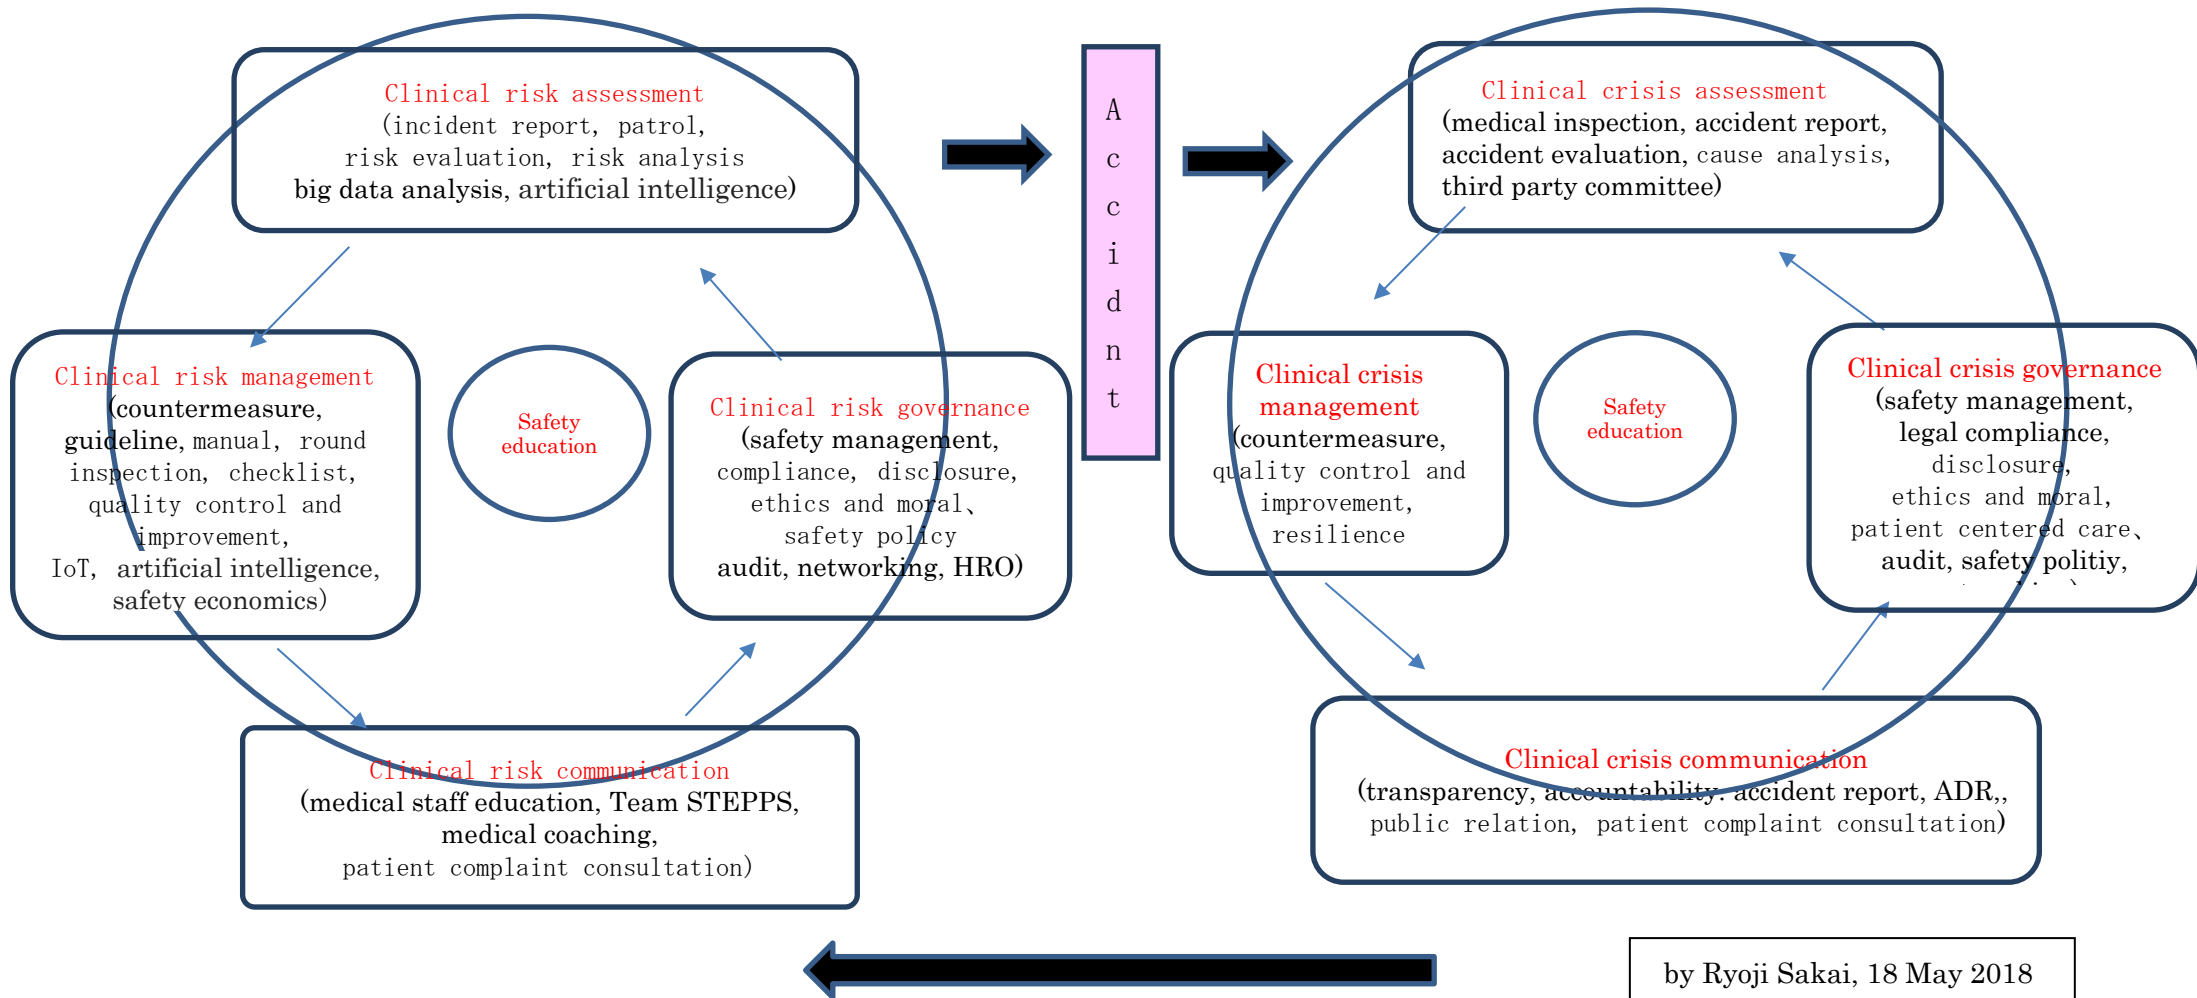 Clinical risk assessment
(incident report, patrol,
risk evaluation, risk analysis
big data analysis, artificial intelligence)
Clinical risk management
(countermeasure,
guideline, manual, round
inspection, checklist,
quality control and
improvement,
IoT, artificial intelligence,
safety economics)
Safety
education
Clinical risk governance
(safety management,
compliance, disclosure,
ethics and moral、
safety policy
audit, networking, HRO)
Clinical risk communication
(medical staff education, Team STEPPS,
medical coaching,
patient complaint consultation)
A
c
c
i
d
n
t
Clinical crisis assessment
(medical inspection, accident report,
accident evaluation, cause analysis,
third party committee)
Clinical crisis
management
(countermeasure,
quality control and
improvement,
resilience
Safety
education
Clinical crisis governance
(safety management,
legal compliance,
disclosure,
ethics and moral,
patient centered care、
audit, safety politiy,
Clinical crisis communication
(transparency, accountability: accident report, ADR,,
public relation, patient complaint consultation)
by Ryoji Sakai, 18 May 2018